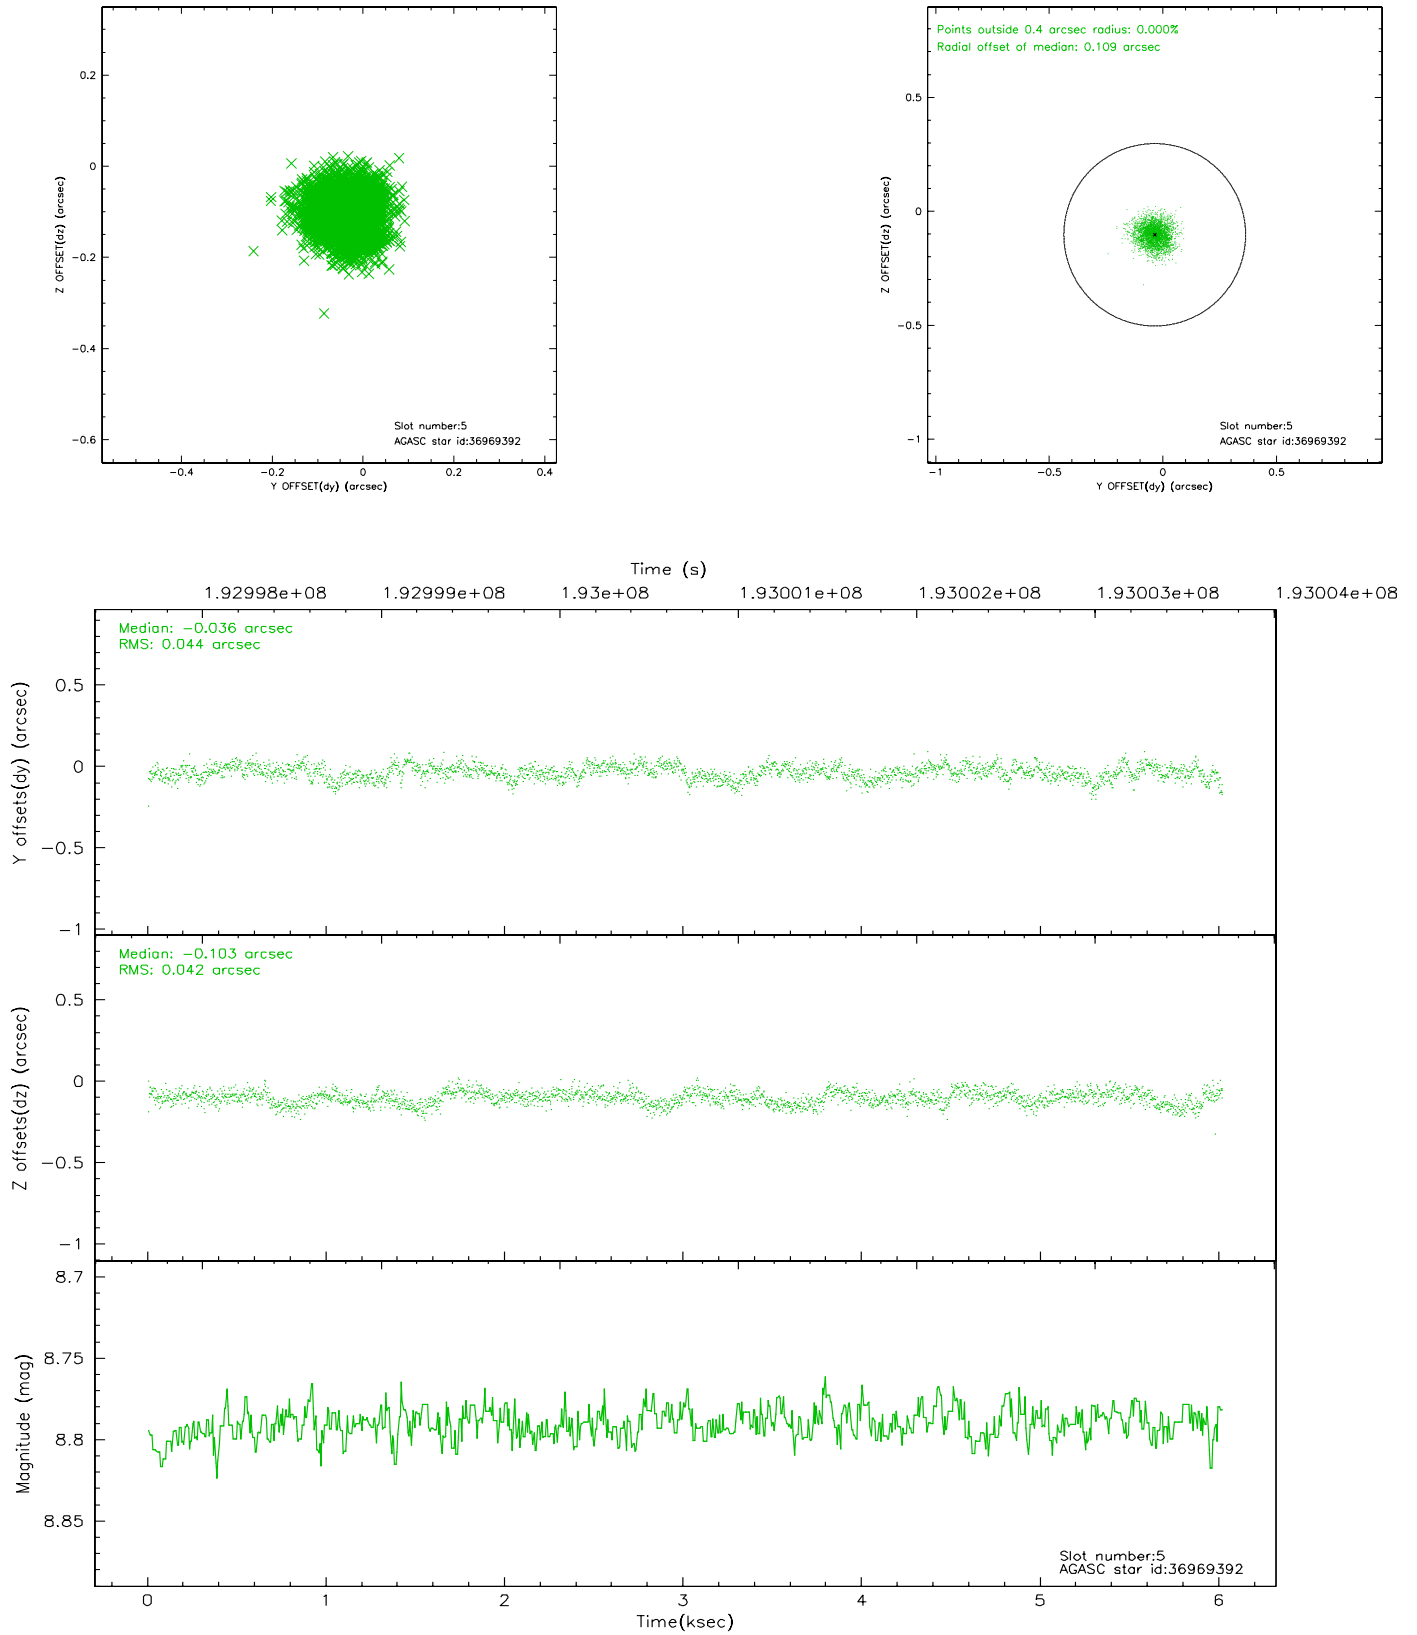 0.2
0
−0.2
−0.4
−0.6
Z OFFSET(dz) (arcsec)
Slot number:5
AGASC star id:36969392
−0.4 −0.2 0 0.2 0.4
Y OFFSET(dy) (arcsec)
Points outside 0.4 arcsec radius: 0.000%
Radial offset of median: 0.109 arcsec
0.5
0
−0.5
−1
Z OFFSET(dz) (arcsec)
Slot number:5
AGASC star id:36969392
−1 −0.5 0 0.5
Y OFFSET(dy) (arcsec)
Time (s)
1.92998e+08 1.92999e+08 1.93e+08 1.93001e+08 1.93002e+08 1.93003e+08 1.93004e+08
Median: −0.036 arcsec
RMS: 0.044 arcsec
0.5
0
−0.5
−1
Y offsets(dy) (arcsec)
Median: −0.103 arcsec
RMS: 0.042 arcsec
0.5
0
−0.5
−1
Z offsets(dz) (arcsec)
8.7
8.75
8.8
8.85
Magnitude (mag)
Slot number:5
AGASC star id:36969392
0 1 2 3 4 5 6
Time(ksec)